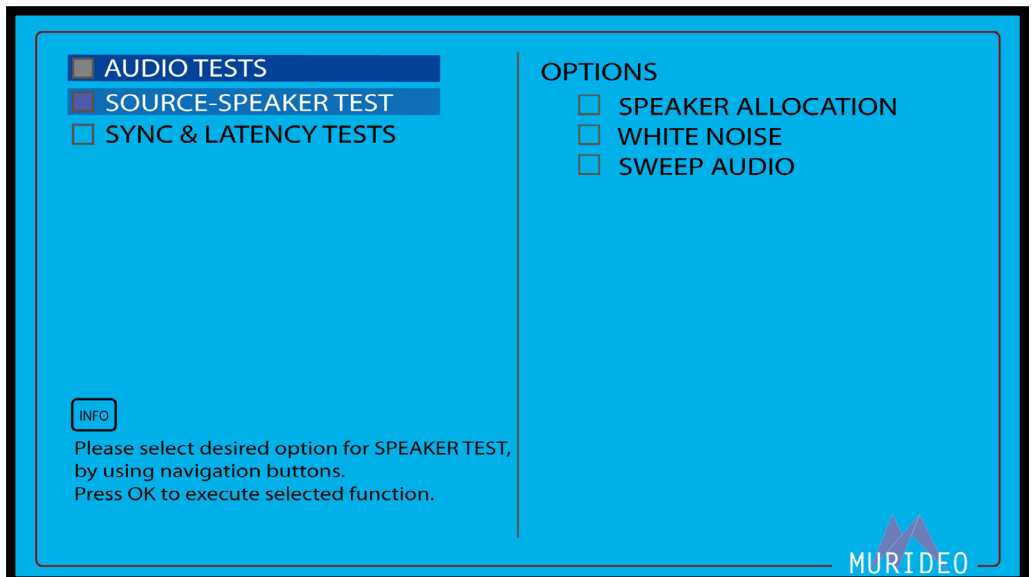 AUDIO TESTS
SOURCE-SPEAKER TEST
SYNC & LATENCY TESTS
INFO
Please select desired option for SPEAKER TEST,
by using navigation buttons.
Press OK to execute selected function.
OPTIONS
SPEAKER ALLOCATION
WHITE NOISE
SWEEP AUDIO
MURIDEO